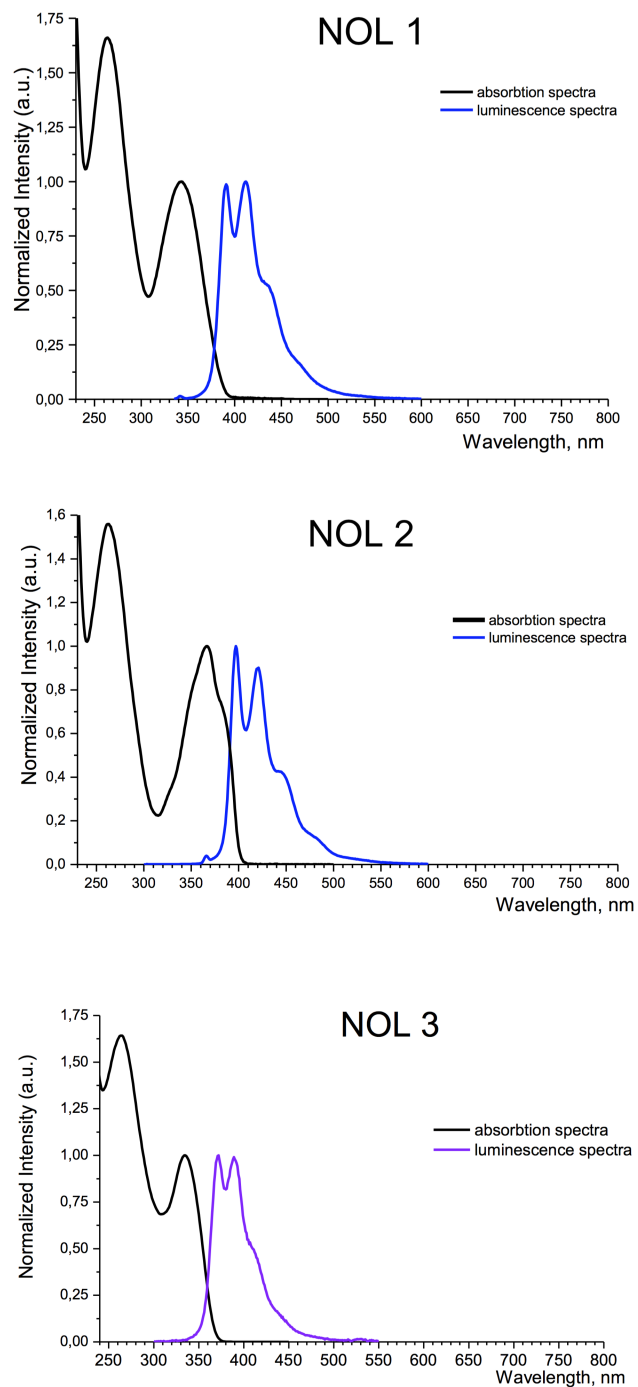 NOL 1
1,75
1,50
1,25
1,00
0,75
0,50
0,25
0,00
Normalized Intensity (a.u.)
absorbtion spectra
luminescence spectra
250 300 350 400 450 500 550 600 650 700 750 800
Wavelength, nm
NOL 2
1,6
1,4
1,2
1,0
0,8
0,6
0,4
0,2
0,0
Normalized Intensity (a.u.)
absorbtion spectra
luminescence spectra
250 300 350 400 450 500 550 600 650 700 750 800
Wavelength, nm
NOL 3
1,75
1,50
1,25
1,00
0,75
0,50
0,25
0,00
Normalized Intensity (a.u.)
absorbtion spectra
luminescence spectra
250 300 350 400 450 500 550 600 650 700 750 800
Wavelength, nm